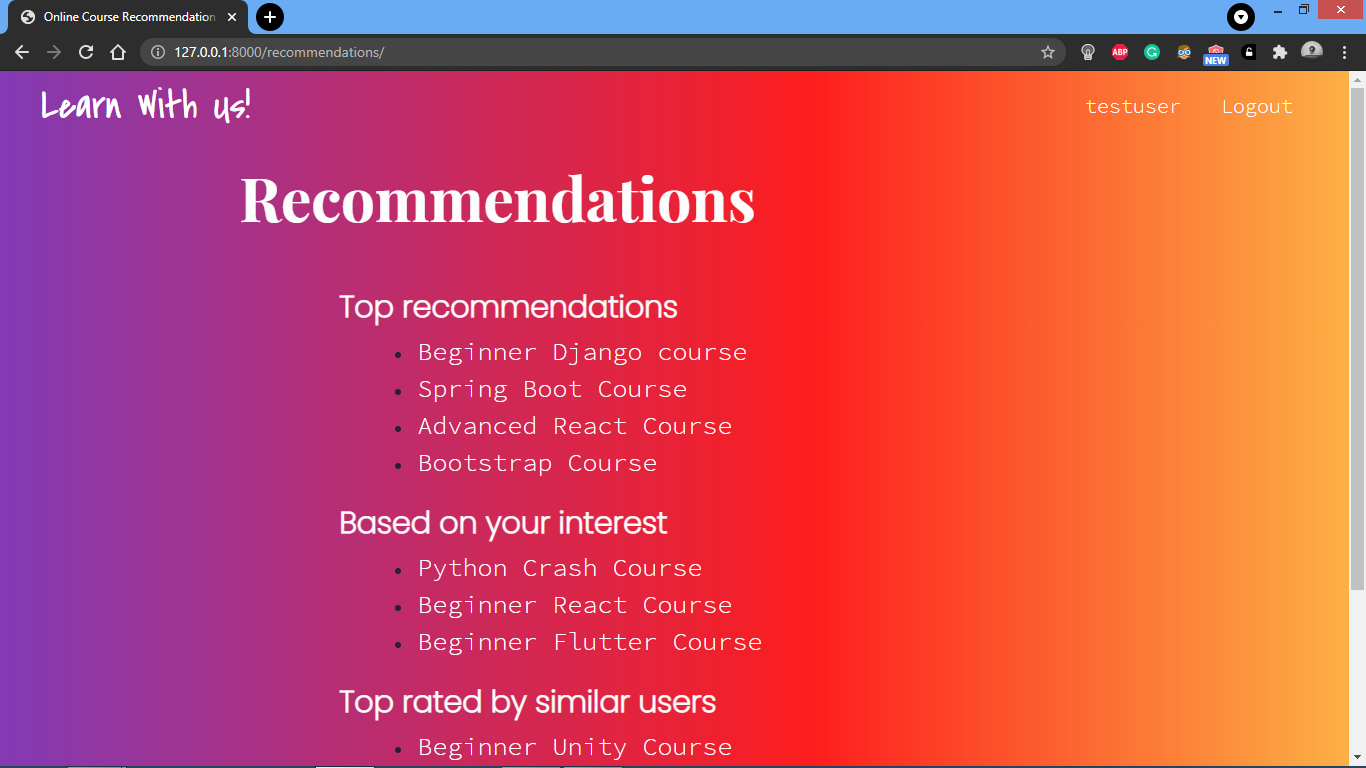 Online Course Recommendation
127.0.0.1:8000/recommendations/
ABP
NEW
Learn With Us!
testuser
Logout
Recommendations
Top recommendations
Beginner Django course
Spring Boot Course
Advanced React Course
Bootstrap Course
Based on your interest
Python Crash Course
Beginner React Course
Beginner Flutter Course
Top rated by similar users
Beginner Unity Course